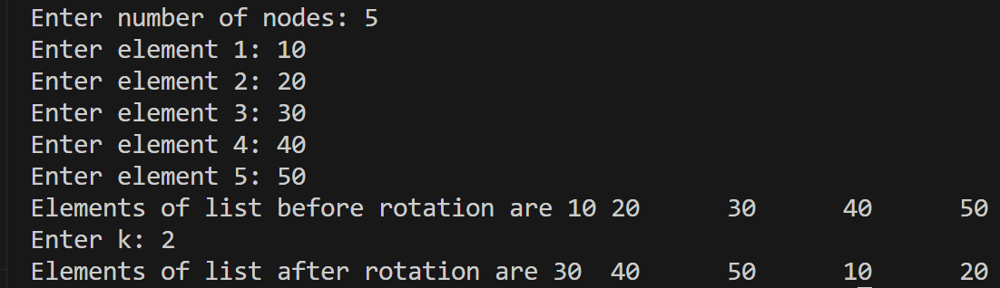 Enter number of nodes: 5
Enter element 1: 10
Enter element 2: 20
Enter element 3: 30
Enter element 4: 40
Enter element 5: 50
Elements of list before rotation are 10 20      30      40      50
Enter k: 2
Elements of list after rotation are 30  40      50      10      20